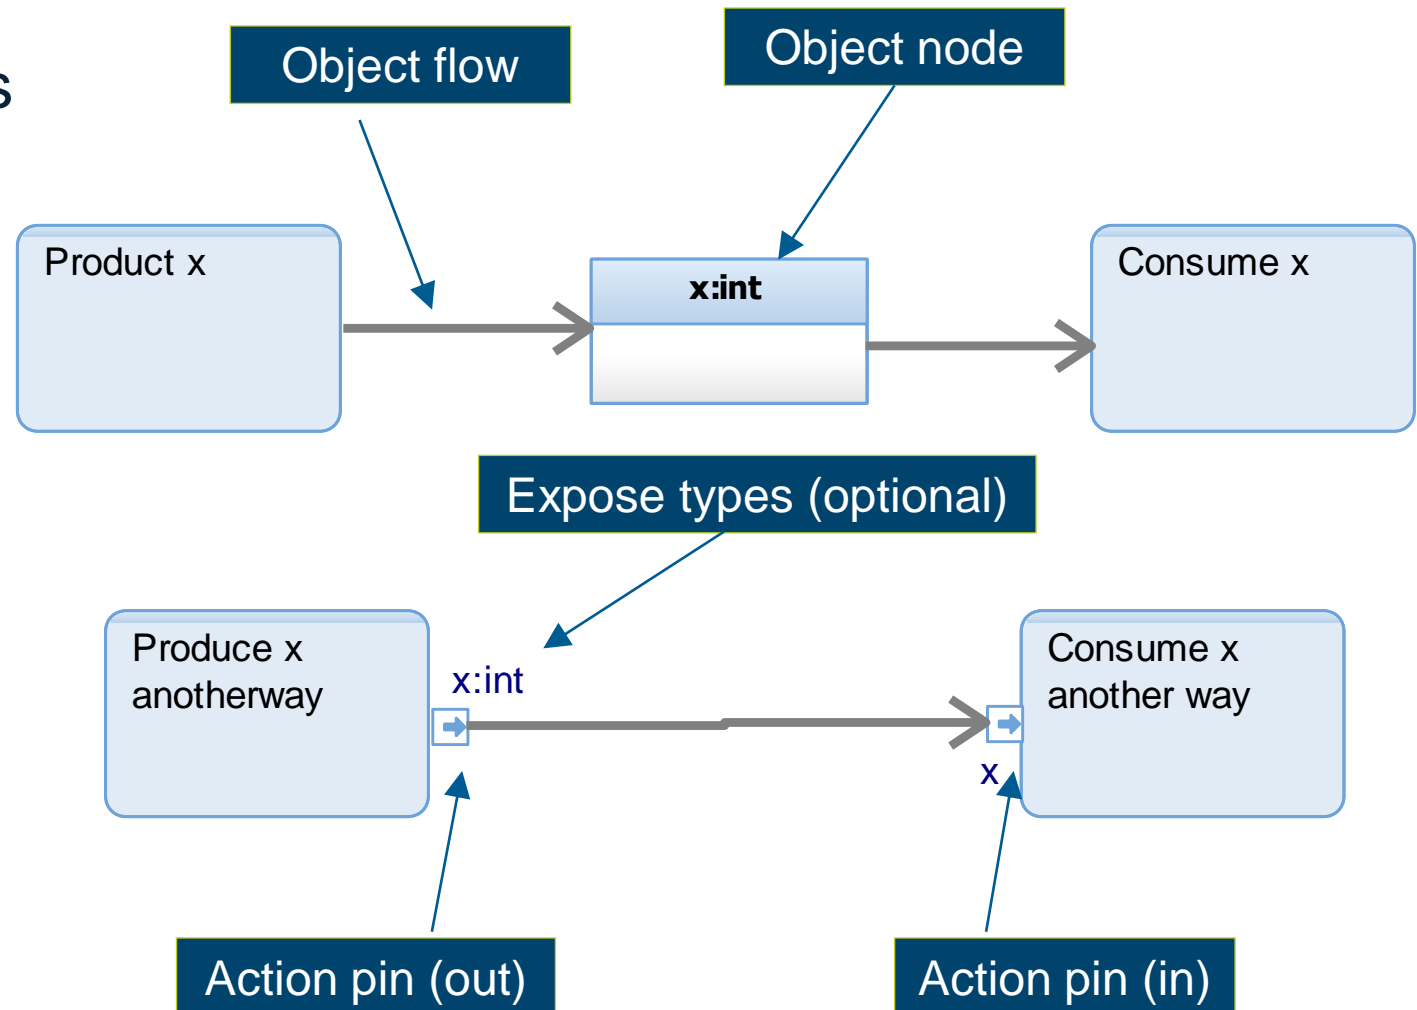 s
Object flow
Object node
Product x
x:int
Consume x
Expose types (optional)
Produce x
anotherway
x:int
Consume x
another way
x
Action pin (out)
Action pin (in)